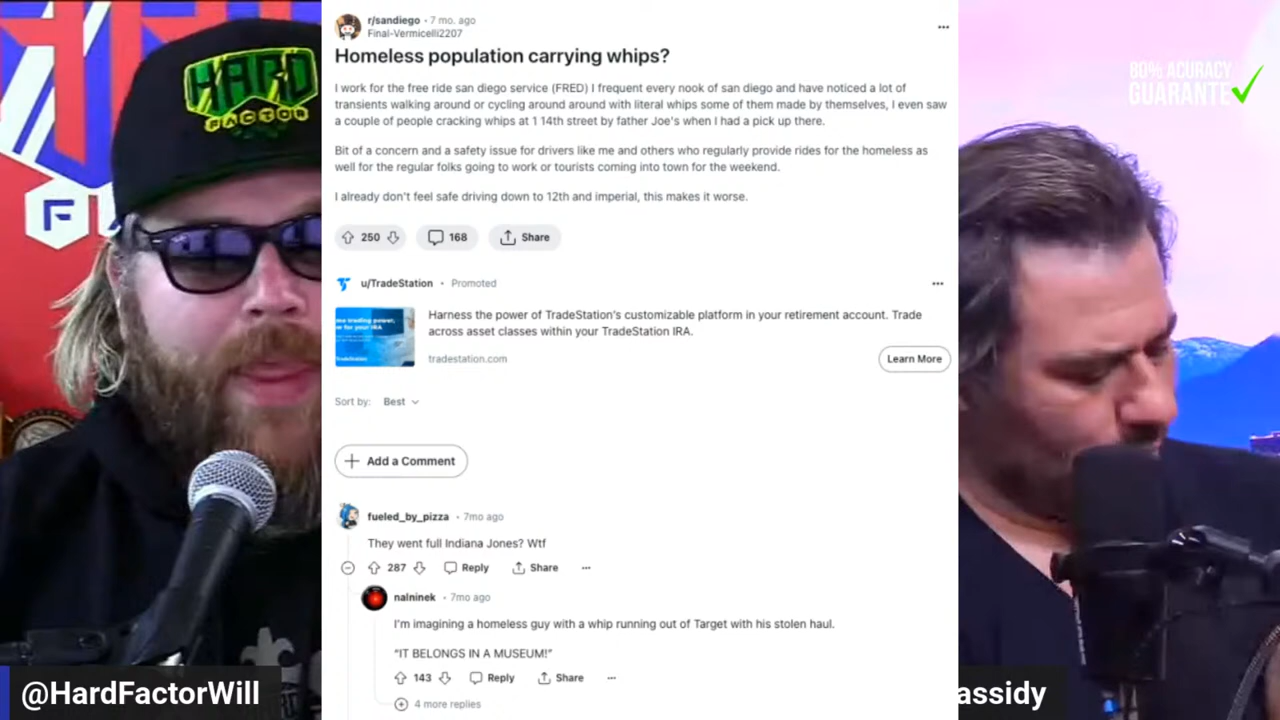 HARD
FACTOR
F
r/sandiego • 7 mo. ago
Final-Vermicelli2207
Homeless population carrying whips?
I work for the free ride san diego service (FRED) I frequent every nook of san diego and have noticed a lot of
transients walking around or cycling around around with literal whips some of them made by themselves, I even saw
a couple of people cracking whips at 1 14th street by father Joe's when I had a pick up there.
Bit of a concern and a safety issue for drivers like me and others who regularly provide rides for the homeless as
well for the regular folks going to work or tourists coming into town for the weekend.
I already don't feel safe driving down to 12th and imperial, this makes it worse.
250 168 Share
u/TradeStation • Promoted
Harness the power of TradeStation's customizable platform in your retirement account. Trade
across asset classes within your TradeStation IRA.
tradestation.com
Learn More
Sort by: Best
+ Add a Comment
fueled_by_pizza • 7mo ago
They went full Indiana Jones? Wtf
287 Reply Share ...
nalninek • 7mo ago
I'm imagining a homeless guy with a whip running out of Target with his stolen haul.
"IT BELONGS IN A MUSEUM!"
143 Reply Share ...
4 more replies
80% ACURACY
GUARANTE
@HardFactorWill
assidy